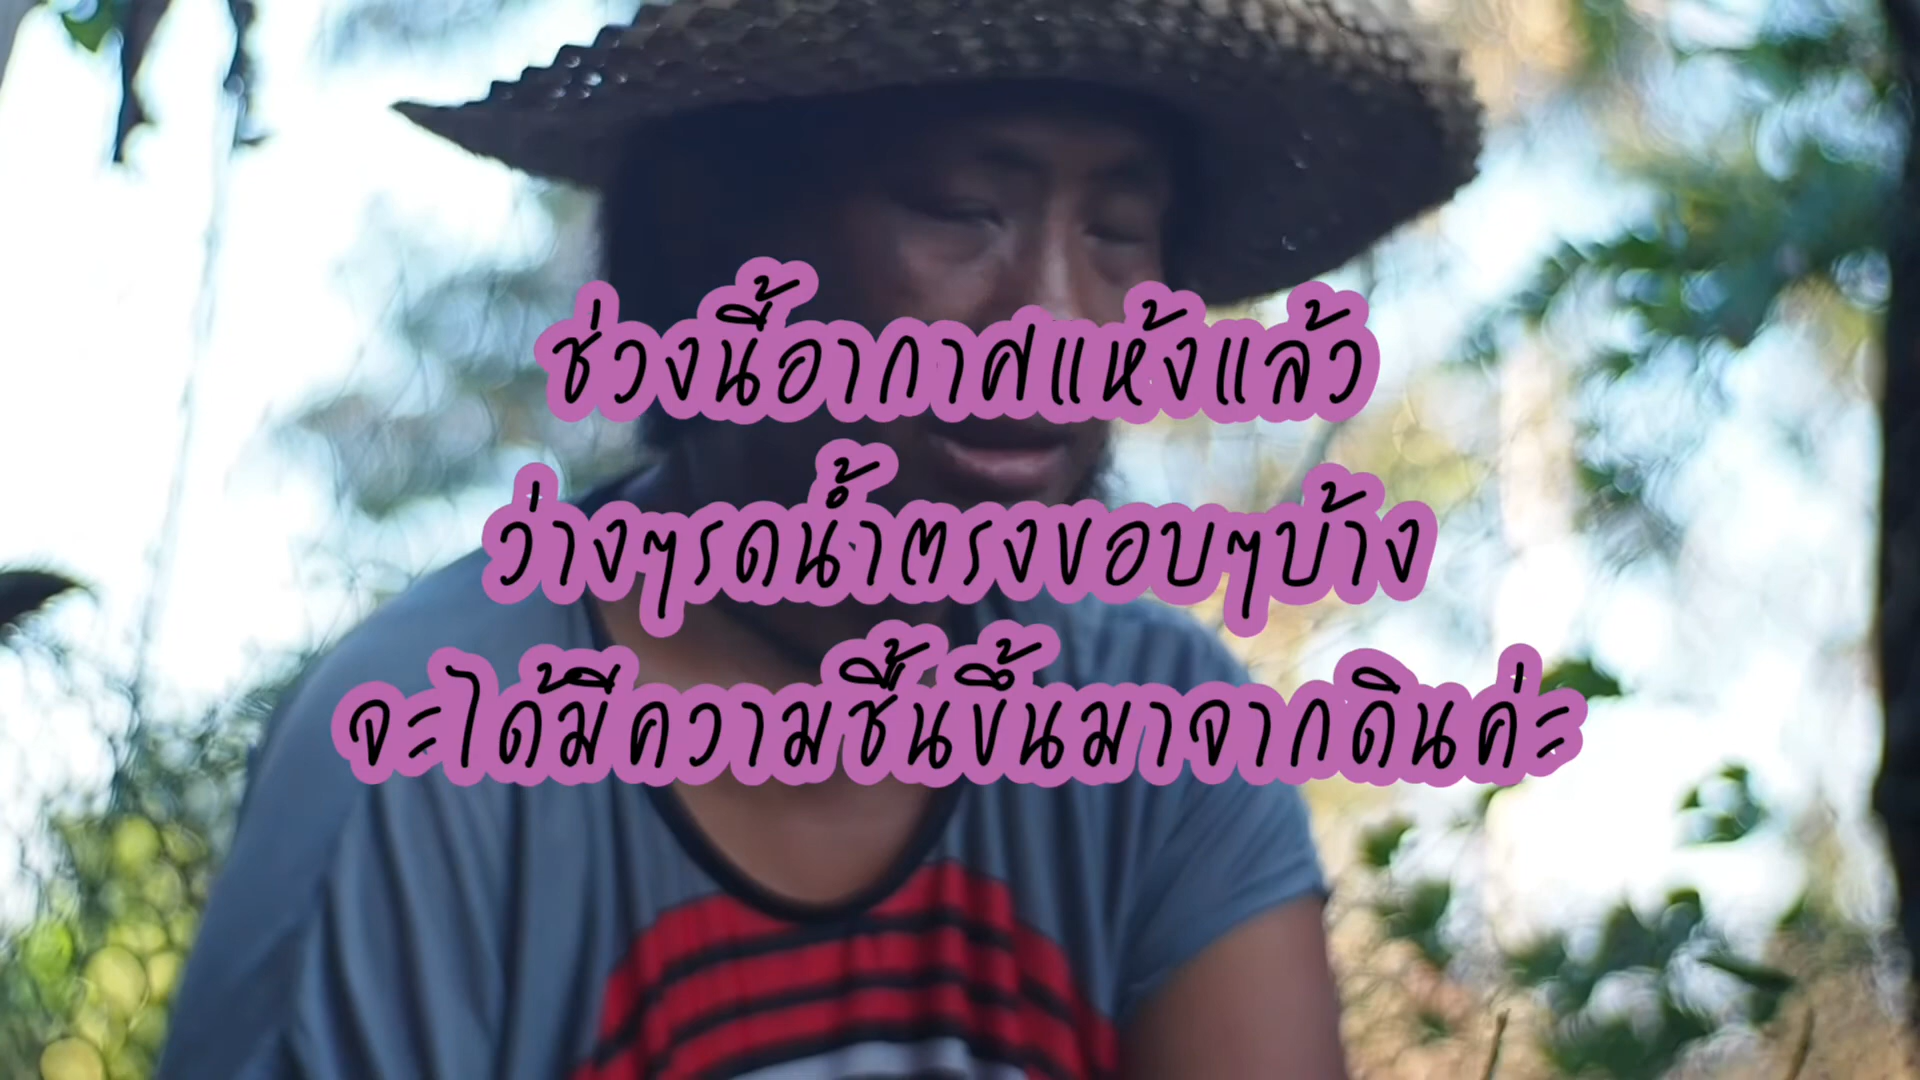 ช่วงนี้อากาศแห้งแล้ว
ว่างๆรดน้ำตรงขอบๆบ้าง
จะได้มีความชื้นขึ้นมาจากดินค่ะ